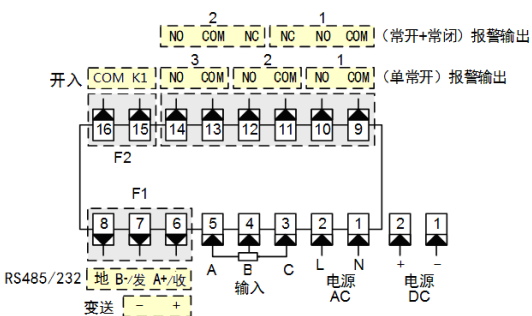 2 1
NO COM NC NC NO COM (常开+常闭) 报警输出
3 2 1
开入 COM K1 NO COM NO COM NO COM (单常开) 报警输出
16 15 14 13 12 11 10 9
F2
F1
8 7 6 5 4 3 2 1 2 1
A B C L N + −
RS485/232 地 B-/发 A+/收 输入 电源 AC 电源 DC
变送 − +